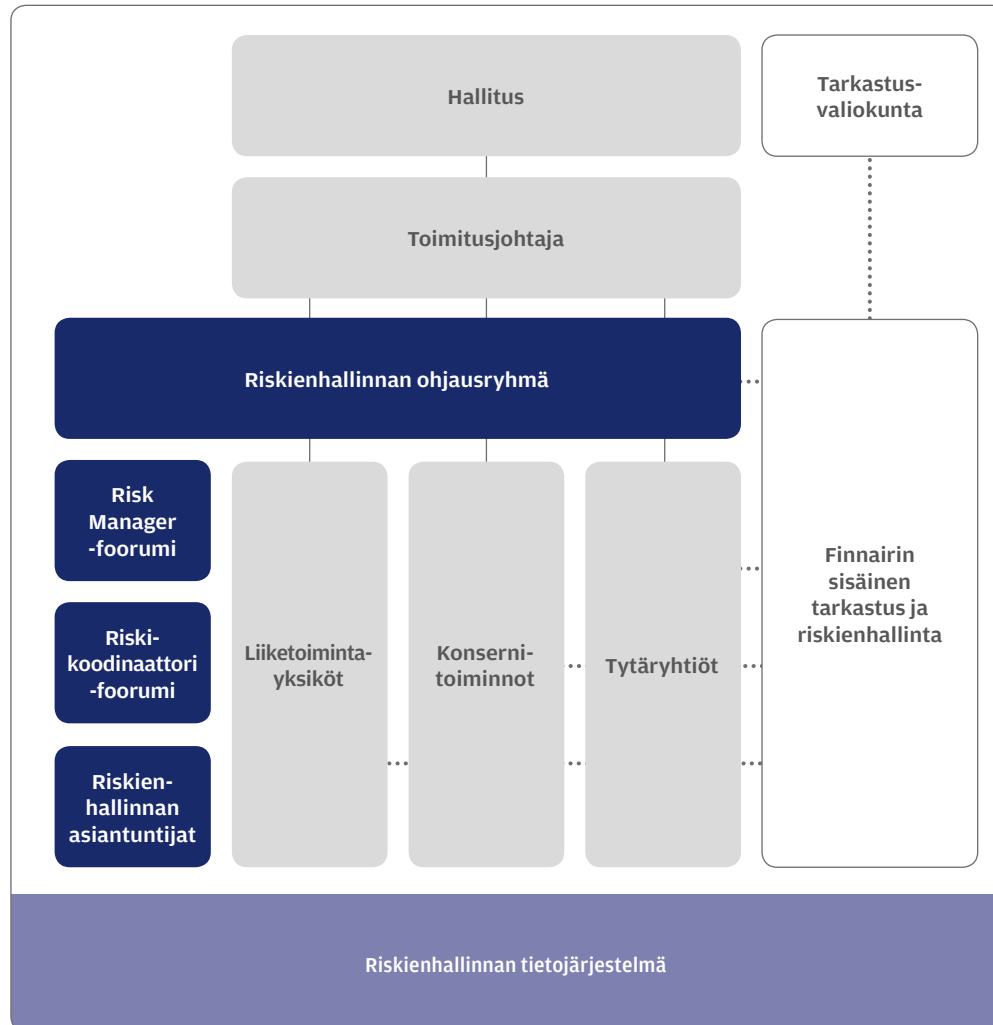 Hallitus
Tarkastus-
valiokunta
Toimitusjohtaja
Riskienhallinnan ohjausryhmä
Risk
Manager
-foorumi
Riski-
koodinaattori
-foorumi
Riskien-
hallinnan
asiantuntijat
Liiketoiminta-
yksiköt
Konserni-
toiminnot
Tytäryhtiöt
Finnairin
sisäinen
tarkastus ja
riskienhallinta
Riskienhallinnan tietojärjestelmä